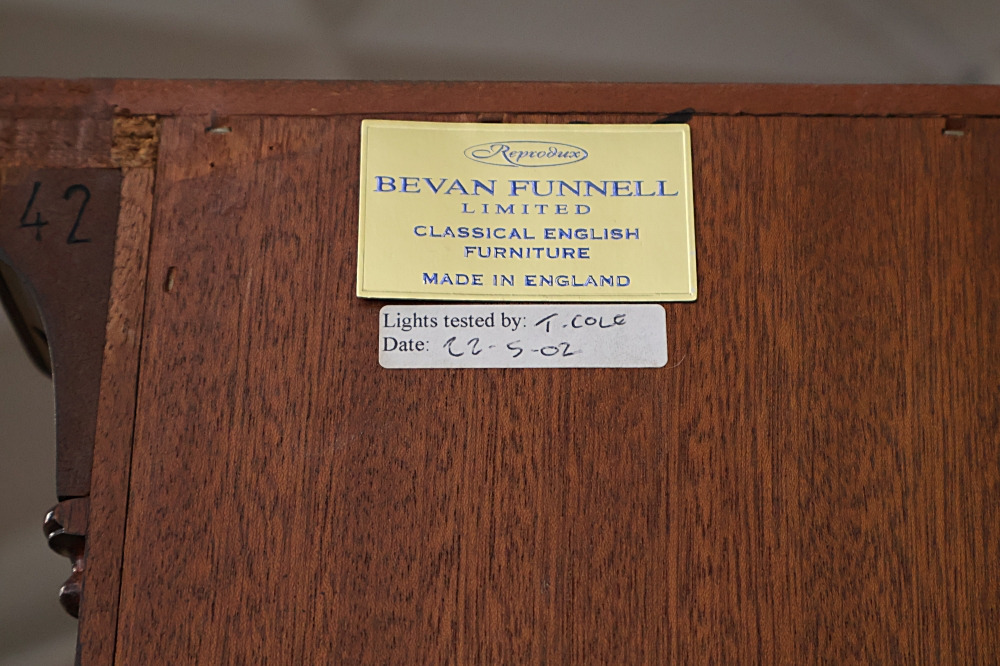 42
Reprodux
BEVAN FUNNELL
LIMITED
CLASSICAL ENGLISH
FURNITURE
MADE IN ENGLAND
Lights tested by: T. COLE
Date: 22-5-02